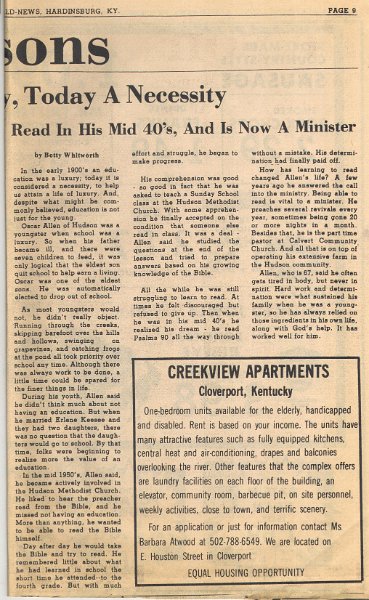 LD-NEWS, HARDINSBURG, KY.
PAGE 9
sons
, Today A Necessity
Read In His Mid 40's, And Is Now A Minister
by Betty Whitworth
In the early 1900's an edu-
cation was a luxury; today it is
considered a necessity, to help
us attain a life of luxury. And,
despite what might be com-
monly believed, education is not
just for the young.
Oscar Allen of Hudson was a
youngster when school was a
luxury. So when his father
became ill, and there were
seven children to feed, it was
only logical that the eldest son
quit school to help earn a living.
Oscar was one of the eldest
sons. He was automatically
elected to drop out of school.
As most youngsters would
not, he didn't really object.
Running through the creeks,
skipping barefoot over the hills
and hollows, swinging on
grapevines, and catching frogs
at the pond all took priority over
school any time. Although there
was always work to be done, a
little time could be spared for
the finer things in life.
During his youth, Allen said
he didn't think much about not
having an education. But when
he married Elnora Keesee and
they had two daughters, there
was no question that the daugh-
ters would go to school. By that
time, folks were beginning to
realize more the value of an
education.
In the mid 1950's, Allen said,
he became actively involved in
the Hudson Methodist Church.
He liked to hear the preacher
read from the Bible, and he
missed not having an education.
More than anything, he wanted
to be able to read the Bible
himself.
Day after day he would take
the Bible and try to read. He
remembered little about what
he had learned in school the
short time he attended to the
fourth grade. But with much
effort and struggle, he began to
make progress.
His comprehension was good
so good in fact that he was
asked to teach a Sunday School
class at the Hudson Methodist
Church. With some apprehen-
sion he finally accepted on the
condition that someone else
read in class. It was a deal -
Allen said he studied the
questions at the end of the
lesson and tried to prepare
answers based on his growing
knowledge of the Bible.
All the while he was still
struggling to learn to read. At
times he felt discouraged but
refused to give up. Then when
he was in his mid 40's he
realised his dream - he read
Psalms 90 all the way through
without a mistake. His determi-
nation had finally paid off.
How has learning to read
changed Allen's life? A few
years ago he answered the call
into the ministry. Being able to
read is vital to a minister. He
preaches several revivals every
year, sometimes being gone 20
or more nights in a month.
Besides that, he is the part time
pastor at Calvert Community
Church. And all that is on top of
operating his extensive farm in
the Hudson community.
Allen, who is 67, said he often
gets tired in body, but never in
spirit. Hard work and determi-
nation were what sustained his
family when he was a young-
ster, so he has always relied on
those ingredients in his own life,
along with God's help. It has
worked well for him.
CREEKVIEW APARTMENTS
Cloverport, Kentucky
One-bedroom units available for the elderly, handicapped
and disabled. Rent is based on your income. The units have
many attractive features such as fully equipped kitchens,
central heat and air-conditioning, drapes and balconies
overlooking the river. Other features that the complex offers
are laundry facilities on each floor of the building, an
elevator, community room, barbecue pit, on site personnel,
weekly activities, close to town, and terrific scenery.
For an application or just for information contact Ms
Barbara Atwood at 502-788-6549. We are located on
E. Houston Street in Cloverport
EQUAL HOUSING OPPORTUNITY